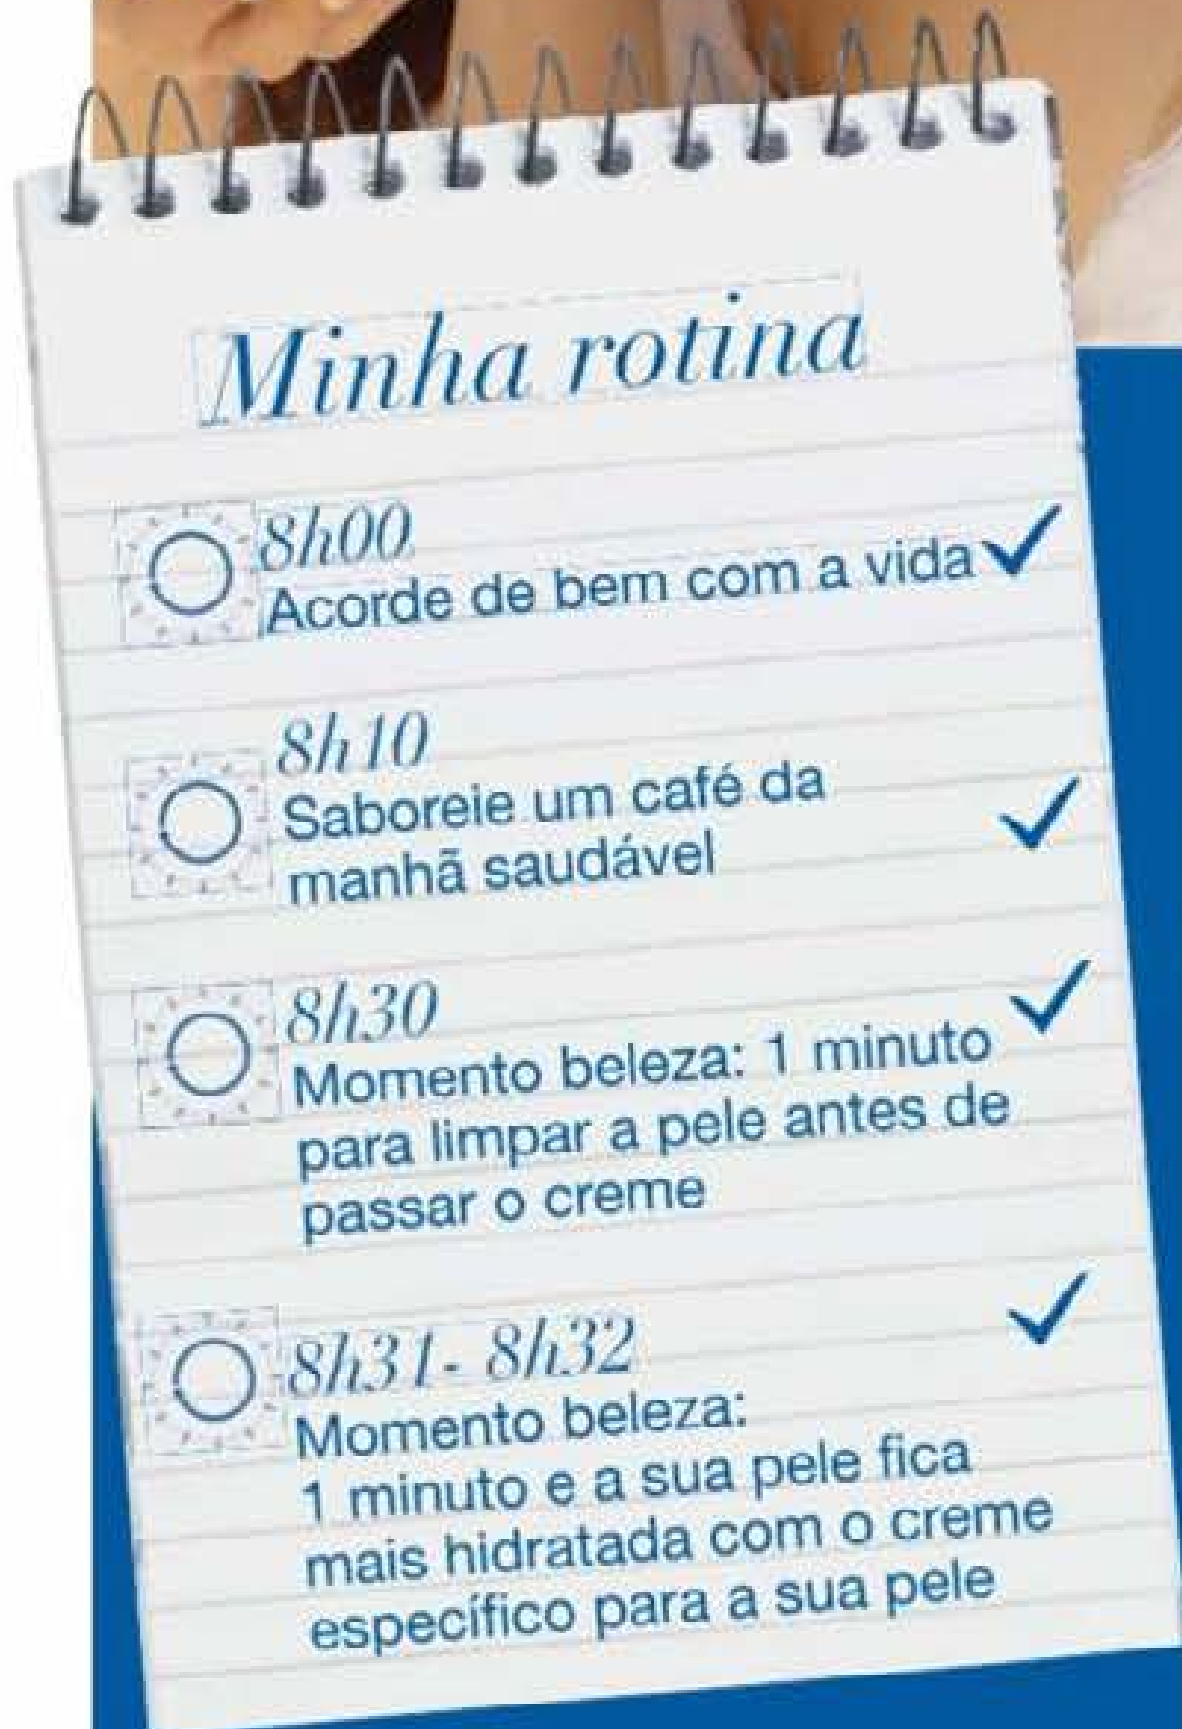 Minha rotina
8h00
Acorde de bem com a vida
8h10
Saboreie um café da
manhã saudável
8h30
Momento beleza: 1 minuto
para limpar a pele antes de
passar o creme
8h31- 8h32
Momento beleza:
1 minuto e a sua pele fica
mais hidratada com o creme
específico para a sua pele